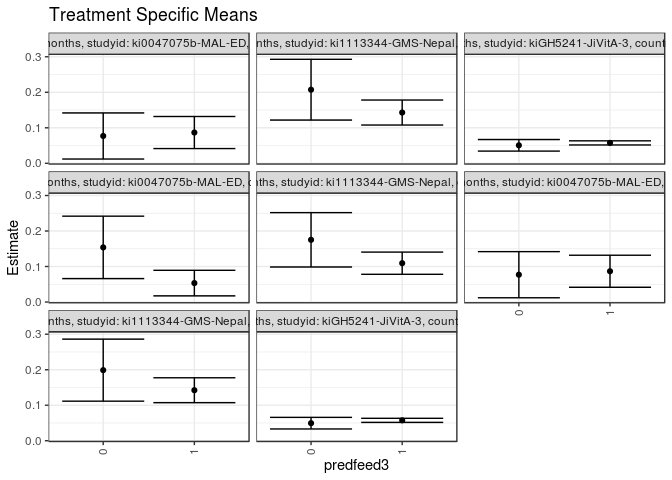 Treatment Specific Means
onths, studyid: ki0047075b-MAL-ED,
nths, studyid: ki1113344-GMS-Nepal,
onths, studyid: kiGH5241-JiVitA-3, count
0.3
0.2
0.1
0.0
onths, studyid: ki0047075b-MAL-ED, c
ths, studyid: ki1113344-GMS-Nepal,
onths, studyid: ki0047075b-MAL-ED,
0.3
0.2
0.1
0.0
0
1
nths, studyid: ki1113344-GMS-Nepal,
ths, studyid: kiGH5241-JiVitA-3, count
0.3
0.2
0.1
0.0
0
1
0
1
Estimate
predfeed3